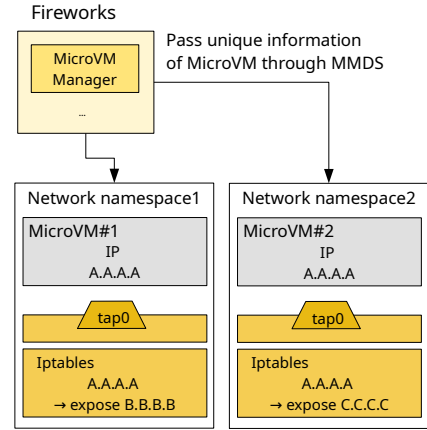 Fireworks
MicroVM
Manager
...
Pass unique information
of MicroVM through MMDS
Network namespace1
MicroVM#1
IP
A.A.A.A
tap0
Iptables
A.A.A.A
→ expose B.B.B.B
Network namespace2
MicroVM#2
IP
A.A.A.A
tap0
Iptables
A.A.A.A
→ expose C.C.C.C